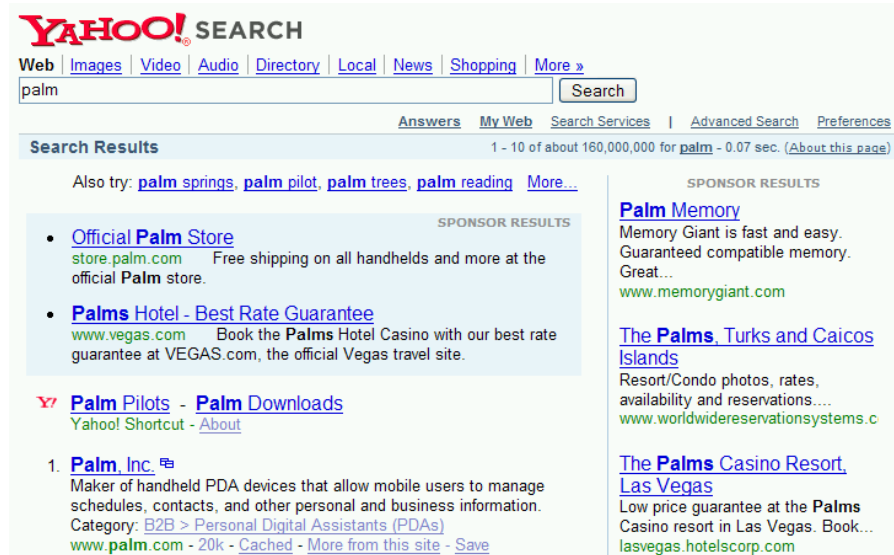 YAHOO! SEARCH
Web | Images | Video | Audio | Directory | Local | News | Shopping | More »
palm Search
Answers My Web Search Services | Advanced Search Preferences
Search Results 1 - 10 of about 160,000,000 for palm - 0.07 sec. (About this page)
Also try: palm springs, palm pilot, palm trees, palm reading More...
SPONSOR RESULTS
• Official Palm Store
store.palm.com Free shipping on all handhelds and more at the
official Palm store.
• Palms Hotel - Best Rate Guarantee
www.vegas.com Book the Palms Hotel Casino with our best rate
guarantee at VEGAS.com, the official Vegas travel site.
Y! Palm Pilots - Palm Downloads
Yahoo! Shortcut - About
1. Palm, Inc.
Maker of handheld PDA devices that allow mobile users to manage
schedules, contacts, and other personal and business information.
Category: B2B > Personal Digital Assistants (PDAs)
www.palm.com - 20k - Cached - More from this site - Save
SPONSOR RESULTS
Palm Memory
Memory Giant is fast and easy.
Guaranteed compatible memory.
Great...
www.memorygiant.com
The Palms, Turks and Caicos
Islands
Resort/Condo photos, rates,
availability and reservations....
www.worldwidereservationsystems.c
The Palms Casino Resort,
Las Vegas
Low price guarantee at the Palms
Casino resort in Las Vegas. Book...
lasvegas.hotelscorp.com